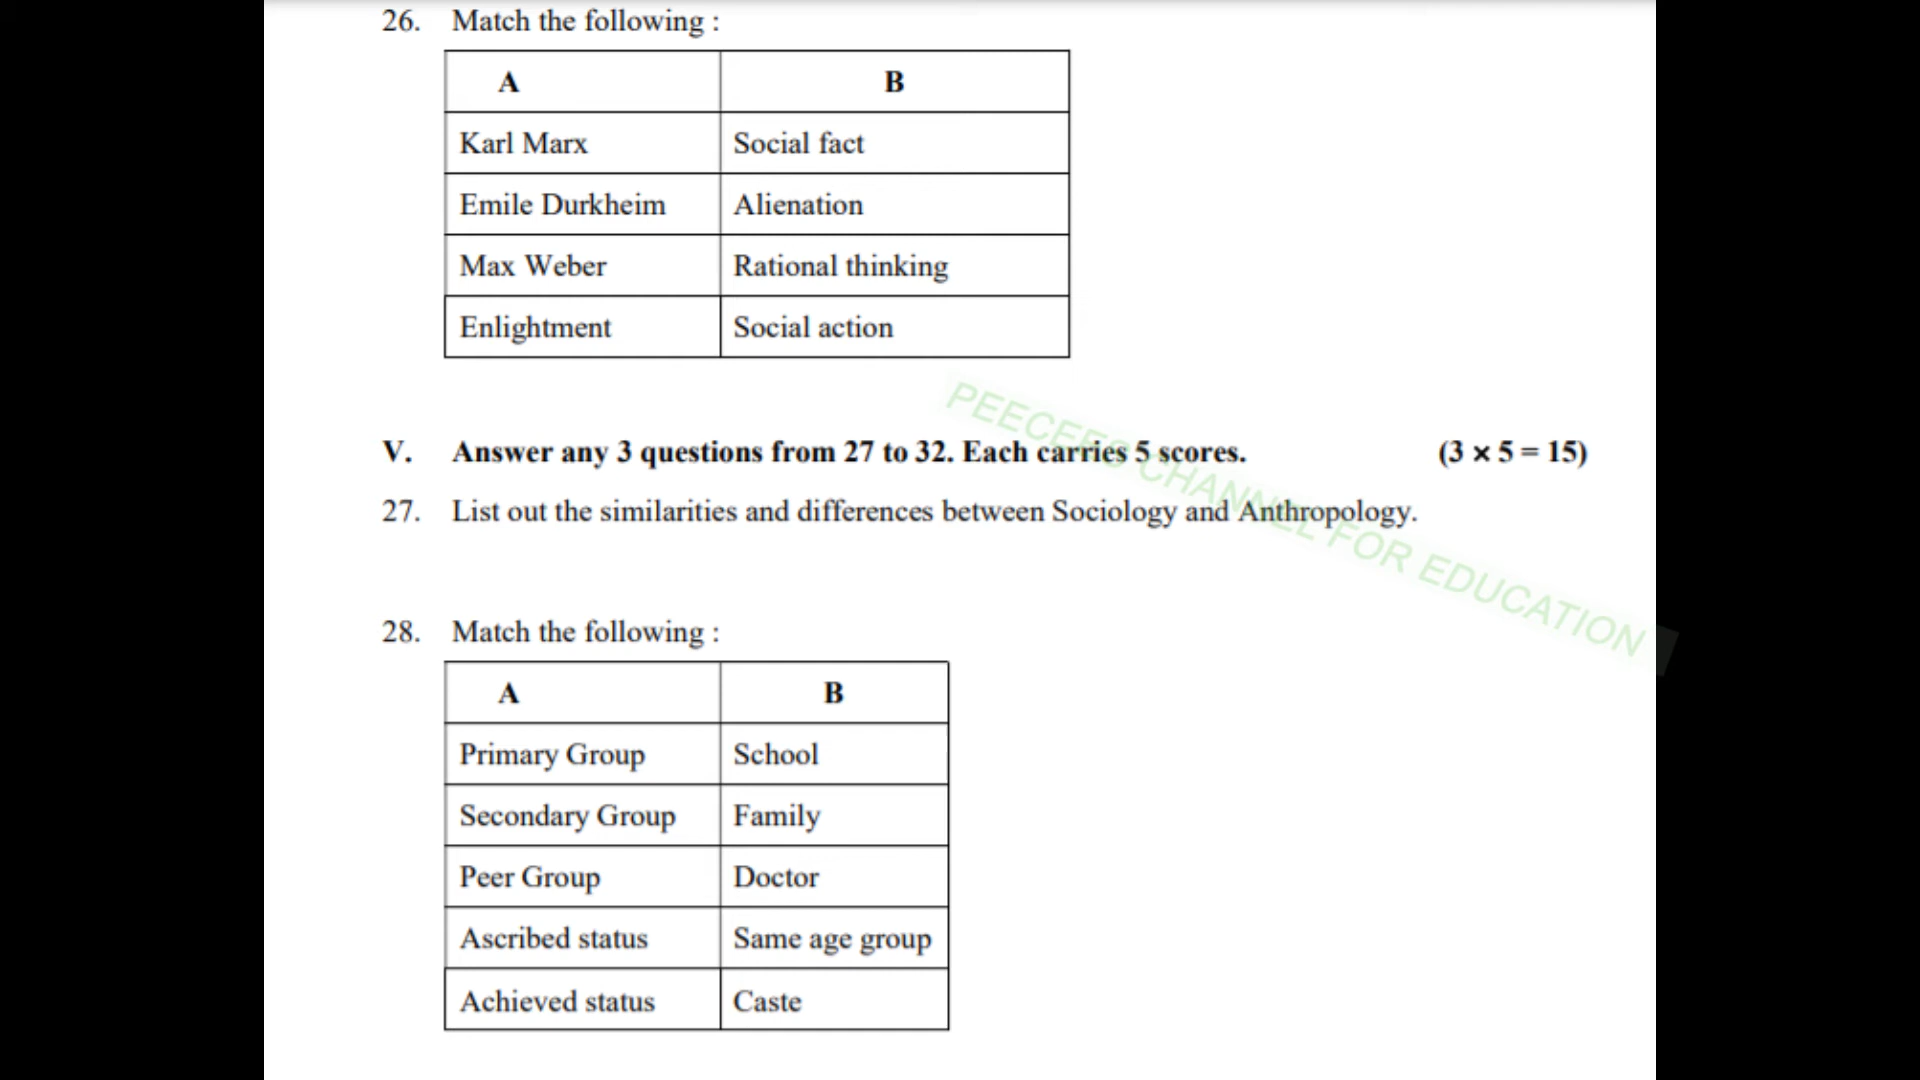 26. Match the following :
A B
Karl Marx Social fact
Emile Durkheim Alienation
Max Weber Rational thinking
Enlightment Social action
V. Answer any 3 questions from 27 to 32. Each carries 5 scores. (3 × 5 = 15)
27. List out the similarities and differences between Sociology and Anthropology.
PEECEES CHANNEL FOR EDUCATION
28. Match the following :
A B
Primary Group School
Secondary Group Family
Peer Group Doctor
Ascribed status Same age group
Achieved status Caste